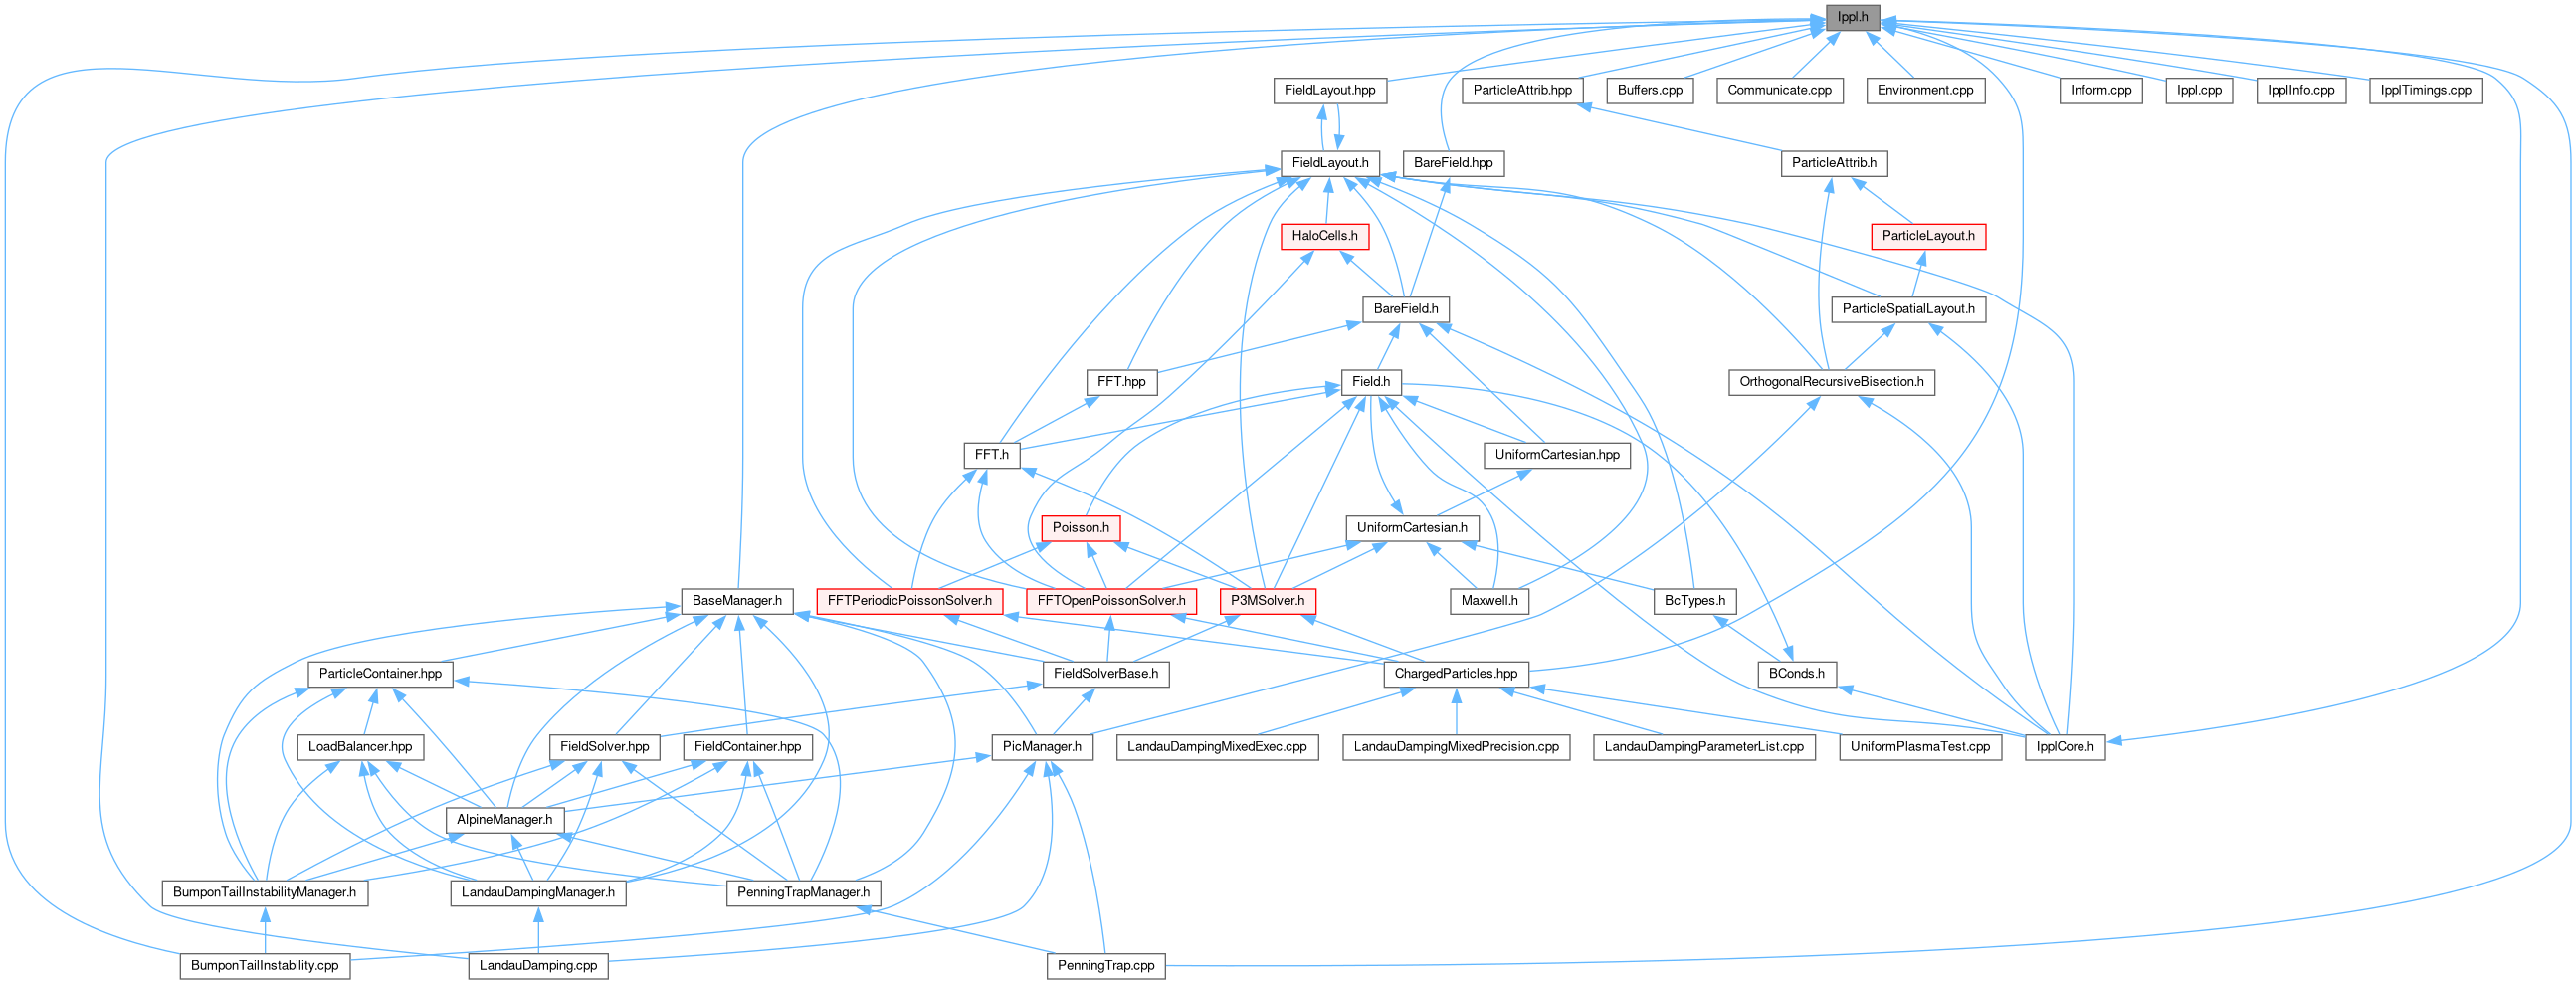 Ippl.h
FieldLayout.hpp
ParticleAttrib.hpp
Buffers.cpp
Communicate.cpp
Environment.cpp
Inform.cpp
Ippl.cpp
IpplInfo.cpp
IpplTimings.cpp
FieldLayout.h
BareField.hpp
ParticleAttrib.h
HaloCells.h
ParticleLayout.h
BareField.h
ParticleSpatialLayout.h
FFT.hpp
Field.h
OrthogonalRecursiveBisection.h
FFT.h
UniformCartesian.hpp
Poisson.h
UniformCartesian.h
BaseManager.h
FFTPeriodicPoissonSolver.h
FFTOpenPoissonSolver.h
P3MSolver.h
Maxwell.h
BcTypes.h
ParticleContainer.hpp
FieldSolverBase.h
ChargedParticles.hpp
BConds.h
LoadBalancer.hpp
FieldSolver.hpp
FieldContainer.hpp
PicManager.h
LandauDampingMixedExec.cpp
LandauDampingMixedPrecision.cpp
LandauDampingParameterList.cpp
UniformPlasmaTest.cpp
IpplCore.h
AlpineManager.h
BumponTailInstabilityManager.h
LandauDampingManager.h
PenningTrapManager.h
BumponTailInstability.cpp
LandauDamping.cpp
PenningTrap.cpp